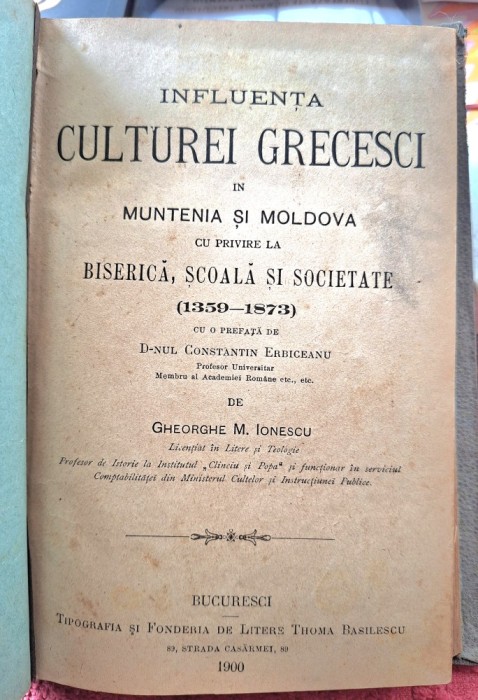 INFLUENȚA
CULTUREI GRECESCI
IN
MUNTENIA ȘI MOLDOVA
CU PRIVIRE LA
BISERICĂ, ȘCOALĂ ȘI SOCIETATE
(1359—1873)
CU O PREFAȚĂ DE
D-NUL CONSTANTIN ERBICEANU
Profesor Universitar
Membru al Academiei Române etc., etc.
DE
GHEORGHE M. IONESCU
Licențiat în Litere și Teologie
Profesor de Istorie la Institutul „Clinciu și Popa" și funcționar în serviciul
Comptabilităței din Ministerul Cultelor și Instrucțiunei Publice.
BUCURESCI
TIPOGRAFIA ȘI FONDERIA DE LITERE THOMA BASILESCU
89, STRADA CASĂRMEI, 89
1900